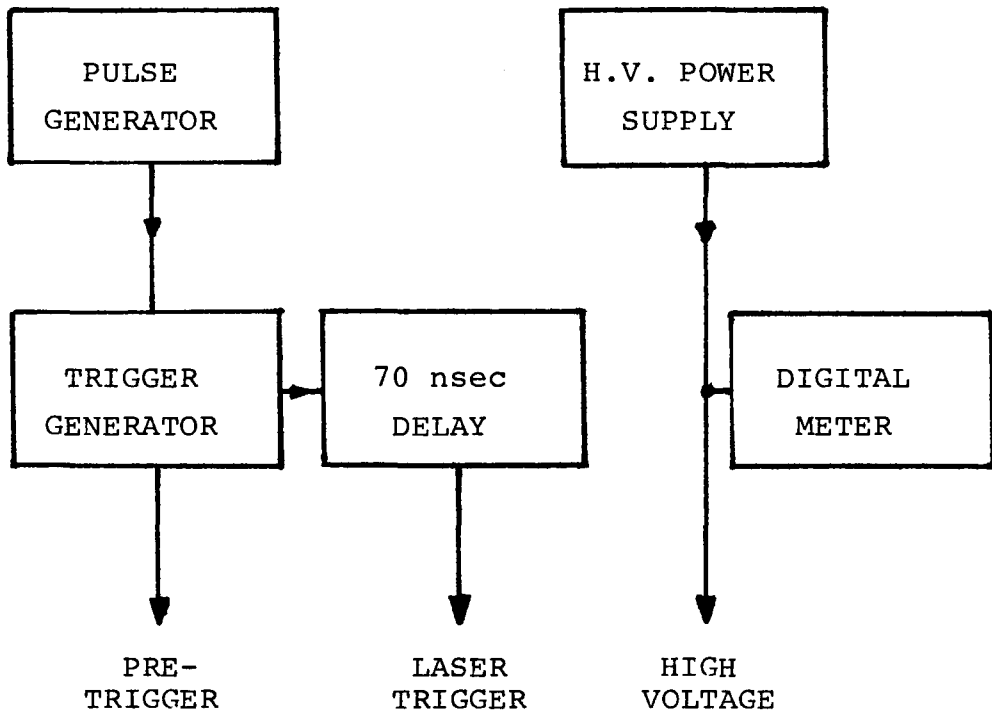 PULSE
GENERATOR
H.V. POWER
SUPPLY
TRIGGER
GENERATOR
70 nsec
DELAY
DIGITAL
METER
PRE-
TRIGGER
LASER
TRIGGER
HIGH
VOLTAGE